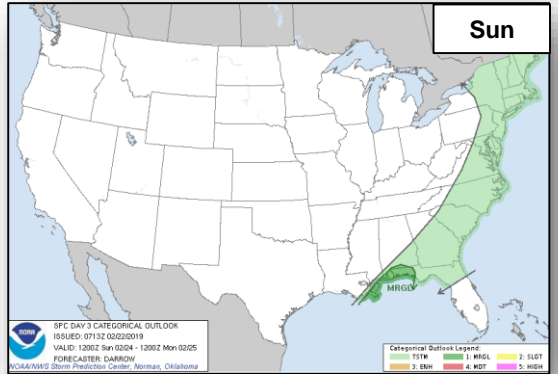 Sun
MRGL
SPC DAY 3 CATEGORICAL OUTLOOK
ISSUED: 0713Z 02/22/2019
VALID: 1200Z Sun 02/24 - 1200Z Mon 02/25
FORECASTER: DARROW
NOAA/NWS Storm Prediction Center, Norman, Oklahoma
NOAA
Categorical Outlook Legend:
TSTM 1: MRGL 2: SLGT
3: ENH 4: MDT 5: HIGH